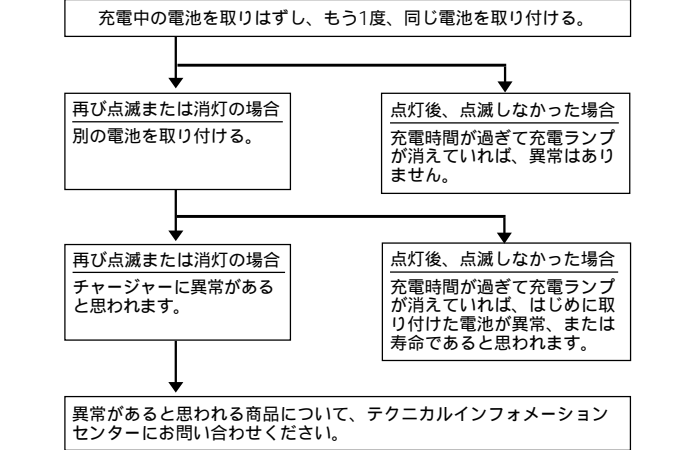 充電中の電池を取りはずし、もう1度、同じ電池を取り付ける。
再び点滅または消灯の場合
別の電池を取り付ける。
点灯後、点滅しなかった場合
充電時間が過ぎて充電ランプ
が消えていれば、異常はあり
ません。
再び点滅または消灯の場合
チャージャーに異常がある
と思われます。
点灯後、点滅しなかった場合
充電時間が過ぎて充電ランプ
が消えていれば、はじめに取
り付けた電池が異常、または
寿命であると思われます。
異常があると思われる商品について、テクニカルインフォメーション
センターにお問い合わせください。